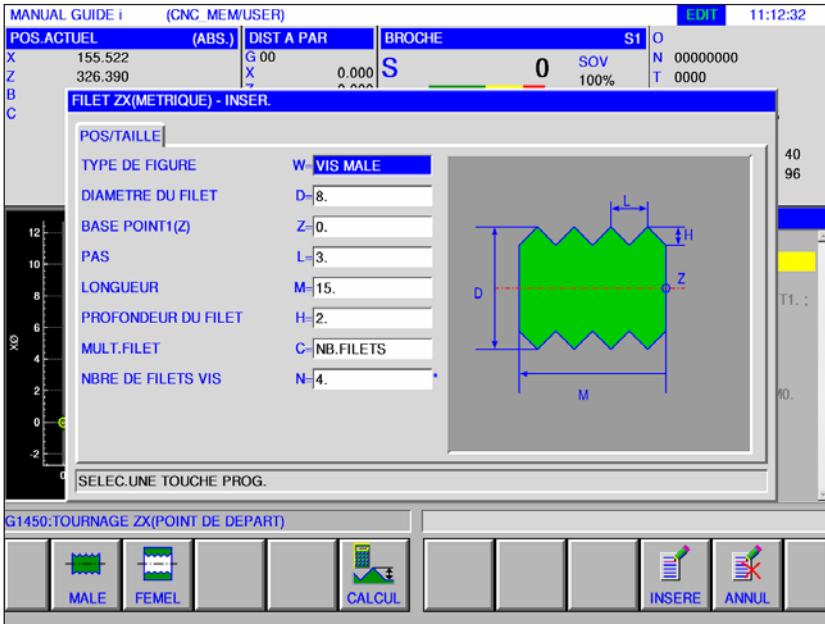 MANUAL GUIDE i (CNC_MEM/USER) EDIT 11:12:32
POS.ACTUEL (ABS.) DIST A PAR BROCHE S1 O
X 155.522 G 00 SOV N 00000000
Z 326.390 X 0.000 S 0 100% T 0000
B
C
FILET ZX(METRIQUE) - INSER.
POS/TAILLE
TYPE DE FIGURE W=VIS MALE
DIAMETRE DU FILET D=8.
BASE POINT1(Z) Z=0.
PAS L=3.
LONGUEUR M=15.
PROFONDEUR DU FILET H=2.
MULT.FILET C=NB.FILETS
NBRE DE FILETS VIS N=4. *
L
H
D
Z
M
40
96
T1. ;
M0.
12
10
8
6
XØ
4
2
0
-2
0
SELEC.UNE TOUCHE PROG.
G1450:TOURNAGE ZX(POINT DE DEPART)
MALE FEMEL CALCUL INSERE ANNUL